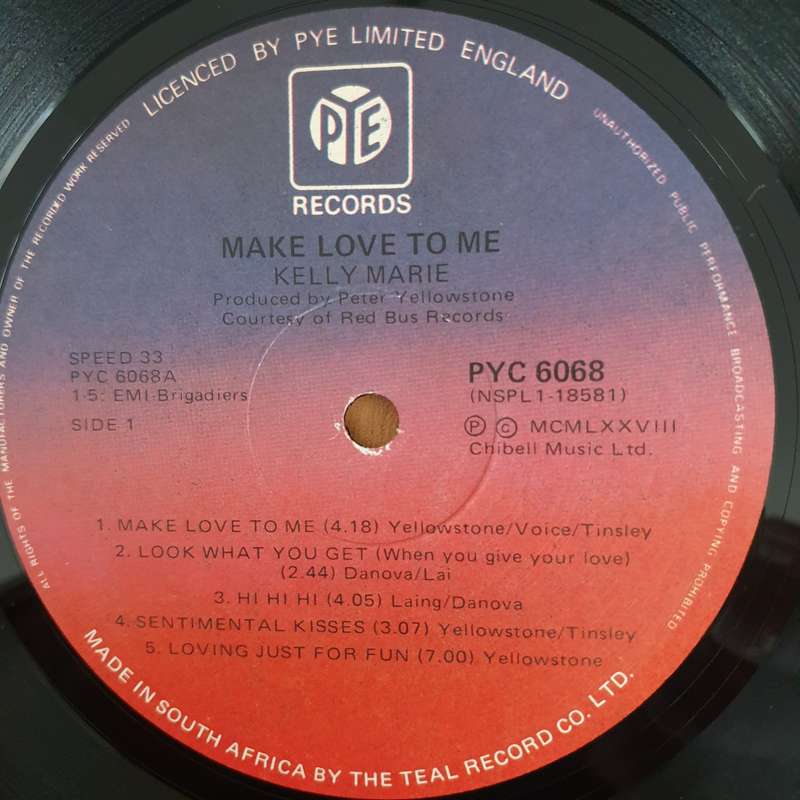 LICENCED BY PYE LIMITED ENGLAND
UNAUTHORIZED PUBLIC PERFORMANCE BROADCASTING AND COPYING PROHIBITED
ALL RIGHTS OF THE MANUFACTURERS AND OWNER OF THE RECORDED WORK RESERVED
PYE
RECORDS
MAKE LOVE TO ME
KELLY MARIE
Produced by Peter Yellowstone
Courtesy of Red Bus Records
SPEED 33
PYC 6068A
1-5: EMI-Brigadiers
SIDE 1
PYC 6068
(NSPL1-18581)
Ⓟ © MCMLXXVIII
Chibell Music Ltd.
1. MAKE LOVE TO ME (4.18) Yellowstone/Voice/Tinsley
2. LOOK WHAT YOU GET (When you give your love)
(2.44) Danova/Lai
3. HI HI HI (4.05) Laing/Danova
4. SENTIMENTAL KISSES (3.07) Yellowstone/Tinsley
5. LOVING JUST FOR FUN (7.00) Yellowstone
MADE IN SOUTH AFRICA BY THE TEAL RECORD CO. LTD.